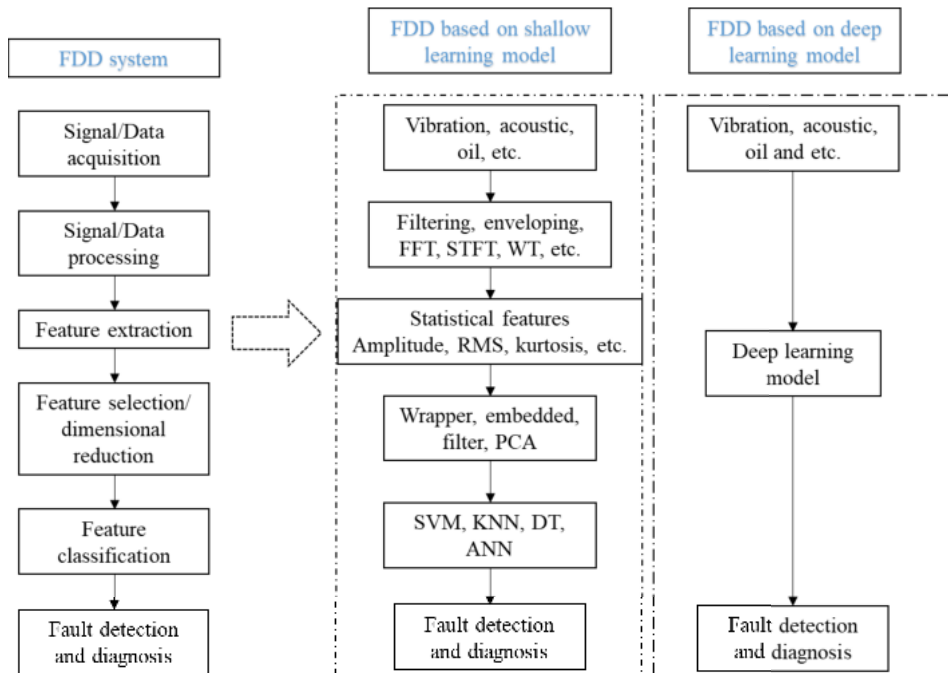 FDD system
Signal/Data
acquisition
Signal/Data
processing
Feature extraction
Feature selection/
dimensional
reduction
Feature
classification
Fault detection
and diagnosis
FDD based on shallow
learning model
Vibration, acoustic,
oil, etc.
Filtering, enveloping,
FFT, STFT, WT, etc.
Statistical features
Amplitude, RMS, kurtosis, etc.
Wrapper, embedded,
filter, PCA
SVM, KNN, DT,
ANN
Fault detection
and diagnosis
FDD based on deep
learning model
Vibration, acoustic,
oil and etc.
Deep learning
model
Fault detection
and diagnosis